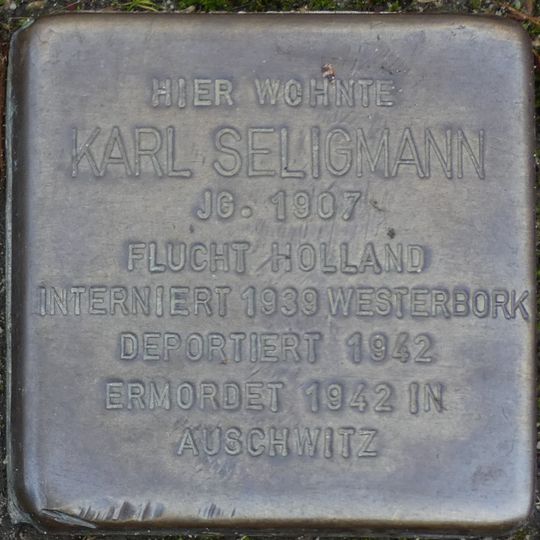 HIER WOHNTE
KARL SELIGMANN
JG. 1907
FLUCHT HOLLAND
INTERNIERT 1939 WESTERBORK
DEPORTIERT 1942
ERMORDET 1942 IN
AUSCHWITZ